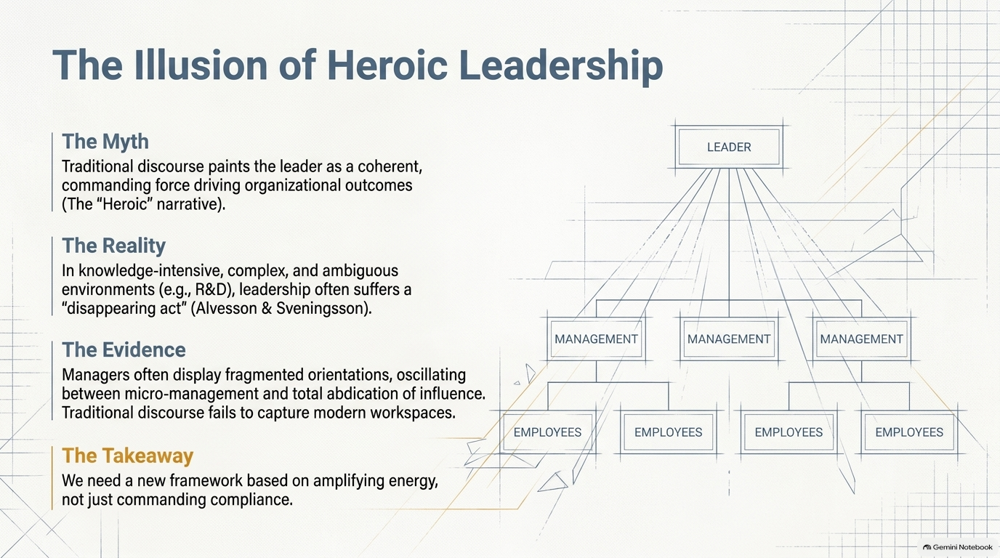 The Illusion of Heroic Leadership
The Myth
Traditional discourse paints the leader as a coherent,
commanding force driving organizational outcomes
(The “Heroic” narrative).
The Reality
In knowledge-intensive, complex, and ambiguous
environments (e.g., R&D), leadership often suffers a
“disappearing act” (Alvesson & Sveningsson).
The Evidence
Managers often display fragmented orientations, oscillating
between micro-management and total abdication of influence.
Traditional discourse fails to capture modern workspaces.
The Takeaway
We need a new framework based on amplifying energy,
not just commanding compliance.
LEADER
MANAGEMENT MANAGEMENT MANAGEMENT
EMPLOYEES EMPLOYEES EMPLOYEES EMPLOYEES
Gemini Notebook